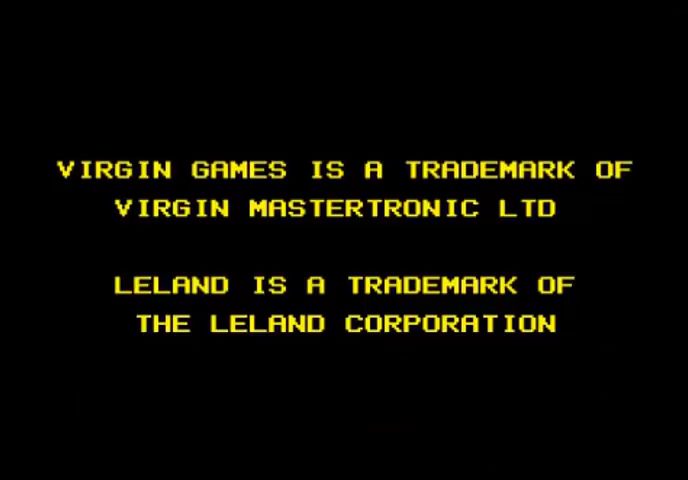 VIRGIN GAMES IS A TRADEMARK OF
VIRGIN MASTERTRONIC LTD
LELAND IS A TRADEMARK OF
THE LELAND CORPORATION